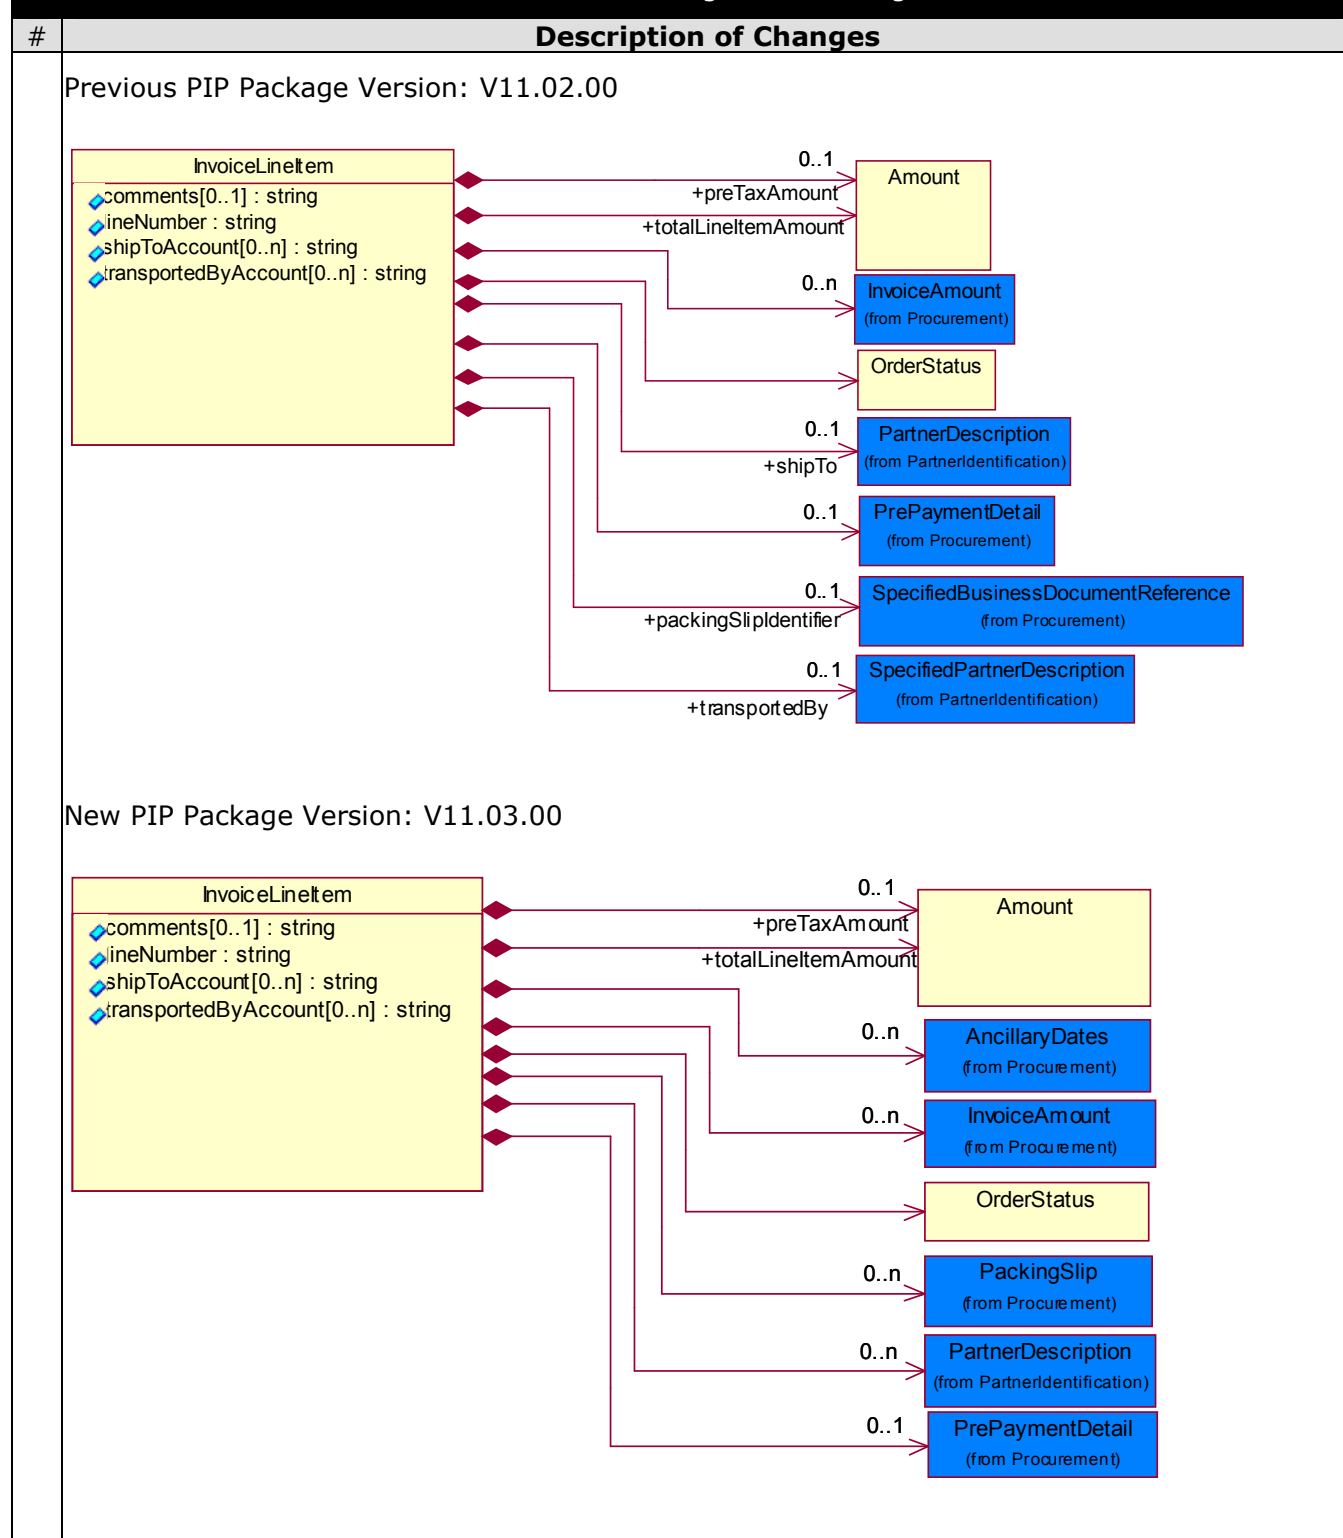 #
Description of Changes
Previous PIP Package Version: V11.02.00
InvoiceLineItem
comments[0..1] : string
lineNumber : string
shipToAccount[0..n] : string
transportedByAccount[0..n] : string
0..1
+preTaxAmount
+totalLineItemAmount
Amount
0..n
InvoiceAmount
(from Procurement)
OrderStatus
0..1
+shipTo
PartnerDescription
(from PartnerIdentification)
0..1
PrePaymentDetail
(from Procurement)
0..1
+packingSlipIdentifier
SpecifiedBusinessDocumentReference
(from Procurement)
0..1
+transportedBy
SpecifiedPartnerDescription
(from PartnerIdentification)
New PIP Package Version: V11.03.00
InvoiceLineItem
comments[0..1] : string
lineNumber : string
shipToAccount[0..n] : string
transportedByAccount[0..n] : string
0..1
+preTaxAmount
+totalLineItemAmount
Amount
0..n
AncillaryDates
(from Procurement)
0..n
InvoiceAmount
(from Procurement)
OrderStatus
0..n
PackingSlip
(from Procurement)
0..n
PartnerDescription
(from PartnerIdentification)
0..1
PrePaymentDetail
(from Procurement)